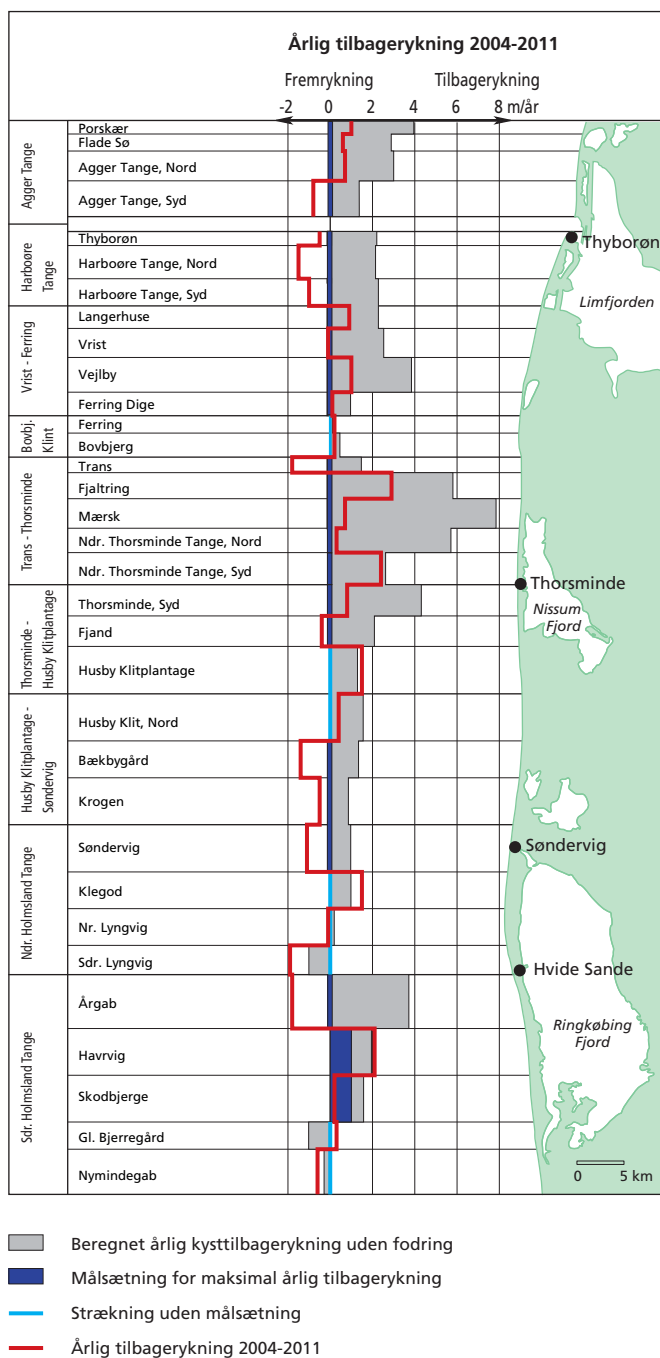 Årlig tilbagerykning 2004-2011
Fremrykning
Tilbagerykning
-2 0 2 4 6 8 m/år
Agger Tange
Porskær
Flade Sø
Agger Tange, Nord
Agger Tange, Syd
Harboøre
Tange
Thyborøn
Harboøre Tange, Nord
Harboøre Tange, Syd
Vrist - Ferring
Langerhuse
Vrist
Vejlby
Ferring Dige
Bovbj.
Klint
Ferring
Bovbjerg
Trans - Thorsminde
Trans
Fjaltring
Mærsk
Ndr. Thorsminde Tange, Nord
Ndr. Thorsminde Tange, Syd
Thorsminde -
Husby Klitplantage
Thorsminde, Syd
Fjand
Husby Klitplantage
Husby Klitplantage -
Søndervig
Husby Klit, Nord
Bækbygård
Krogen
Ndr. Holmsland Tange
Søndervig
Klegod
Nr. Lyngvig
Sdr. Lyngvig
Sdr. Holmsland Tange
Årgab
Havrvig
Skodbjerge
Gl. Bjerregård
Nymindegab
Thyborøn
Limfjorden
Thorsminde
Nissum
Fjord
Søndervig
Hvide Sande
Ringkøbing
Fjord
0 5 km
Beregnet årlig kysttilbagerykning uden fodring
Målsætning for maksimal årlig tilbagerykning
Strækning uden målsætning
Årlig tilbagerykning 2004-2011